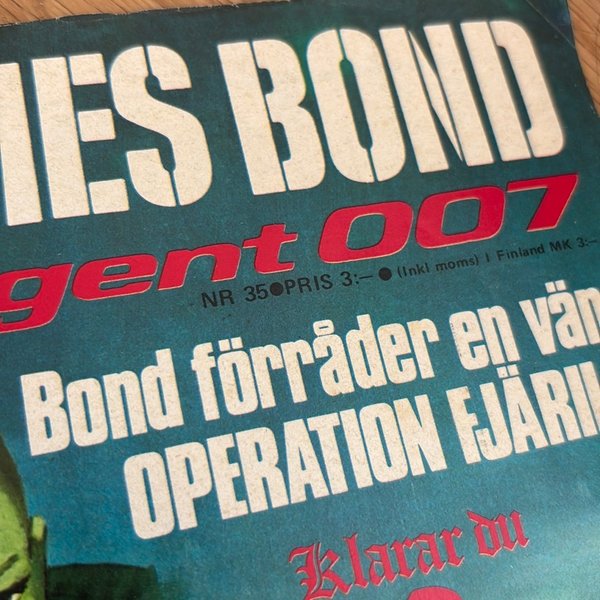 MES BOND
gent 007
NR 35●PRIS 3:– ● (Inkl moms) I Finland MK 3:–
Bond förråder en vän
OPERATION FJÄRIL
Klarar du